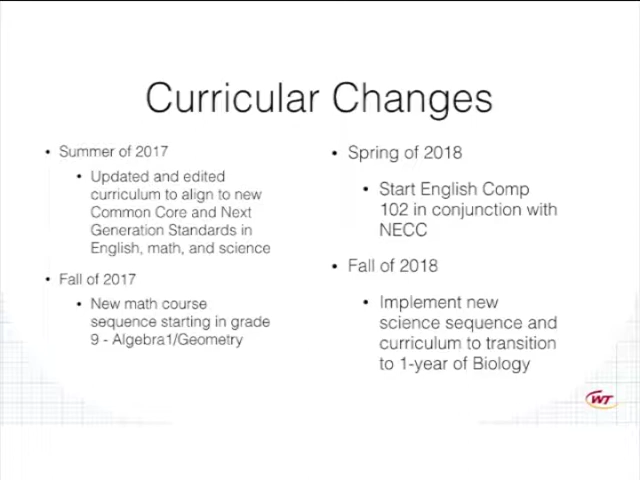 Curricular Changes
• Summer of 2017
• Updated and edited
curriculum to align to new
Common Core and Next
Generation Standards in
English, math, and science
• Fall of 2017
• New math course
sequence starting in grade
9 - Algebra1/Geometry
• Spring of 2018
• Start English Comp
102 in conjunction with
NECC
• Fall of 2018
• Implement new
science sequence and
curriculum to transition
to 1-year of Biology
WT